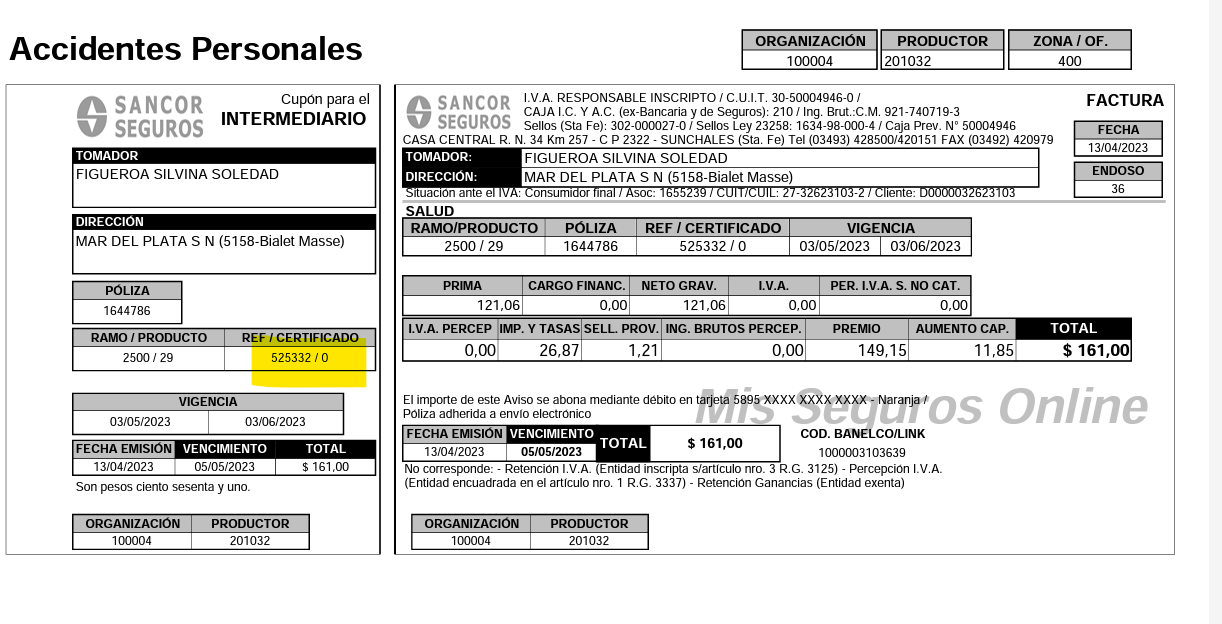 Accidentes Personales
ORGANIZACIÓN PRODUCTOR ZONA / OF.
100004 201032 400
SANCOR SEGUROS
Cupón para el
INTERMEDIARIO
TOMADOR
FIGUEROA SILVINA SOLEDAD
DIRECCIÓN
MAR DEL PLATA S N (5158-Bialet Masse)
PÓLIZA
1644786
RAMO / PRODUCTO REF / CERTIFICADO
2500 / 29 525332 / 0
VIGENCIA
03/05/2023 03/06/2023
FECHA EMISIÓN VENCIMIENTO TOTAL
13/04/2023 05/05/2023 $ 161,00
Son pesos ciento sesenta y uno.
ORGANIZACIÓN PRODUCTOR
100004 201032
SANCOR SEGUROS
I.V.A. RESPONSABLE INSCRIPTO / C.U.I.T. 30-50004946-0 /
CAJA I.C. Y A.C. (ex-Bancaria y de Seguros): 210 / Ing. Brut.:C.M. 921-740719-3
Sellos (Sta Fe): 302-000027-0 / Sellos Ley 23258: 1634-98-000-4 / Caja Prev. N° 50004946
CASA CENTRAL R. N. 34 Km 257 - C P 2322 - SUNCHALES (Sta. Fe) Tel (03493) 428500/420151 FAX (03492) 420979
FACTURA
FECHA
13/04/2023
ENDOSO
36
TOMADOR: FIGUEROA SILVINA SOLEDAD
DIRECCIÓN: MAR DEL PLATA S N (5158-Bialet Masse)
Situación ante el IVA: Consumidor final / Asoc: 1655239 / CUIT/CUIL: 27-32623103-2 / Cliente: D0000032623103
SALUD
RAMO/PRODUCTO PÓLIZA REF / CERTIFICADO VIGENCIA
2500 / 29 1644786 525332 / 0 03/05/2023 03/06/2023
PRIMA CARGO FINANC. NETO GRAV. I.V.A. PER. I.V.A. S. NO CAT.
121,06 0,00 121,06 0,00 0,00
I.V.A. PERCEP IMP. Y TASAS SELL. PROV. ING. BRUTOS PERCEP. PREMIO AUMENTO CAP. TOTAL
0,00 26,87 1,21 0,00 149,15 11,85 $ 161,00
El importe de este Aviso se abona mediante débito en tarjeta 5895 XXXX XXXX XXXX - Naranja /
Póliza adherida a envío electrónico
Mis Seguros Online
FECHA EMISIÓN VENCIMIENTO TOTAL $ 161,00
13/04/2023 05/05/2023
COD. BANELCO/LINK
1000003103639
No corresponde: - Retención I.V.A. (Entidad inscripta s/artículo nro. 3 R.G. 3125) - Percepción I.V.A.
(Entidad encuadrada en el artículo nro. 1 R.G. 3337) - Retención Ganancias (Entidad exenta)
ORGANIZACIÓN PRODUCTOR
100004 201032